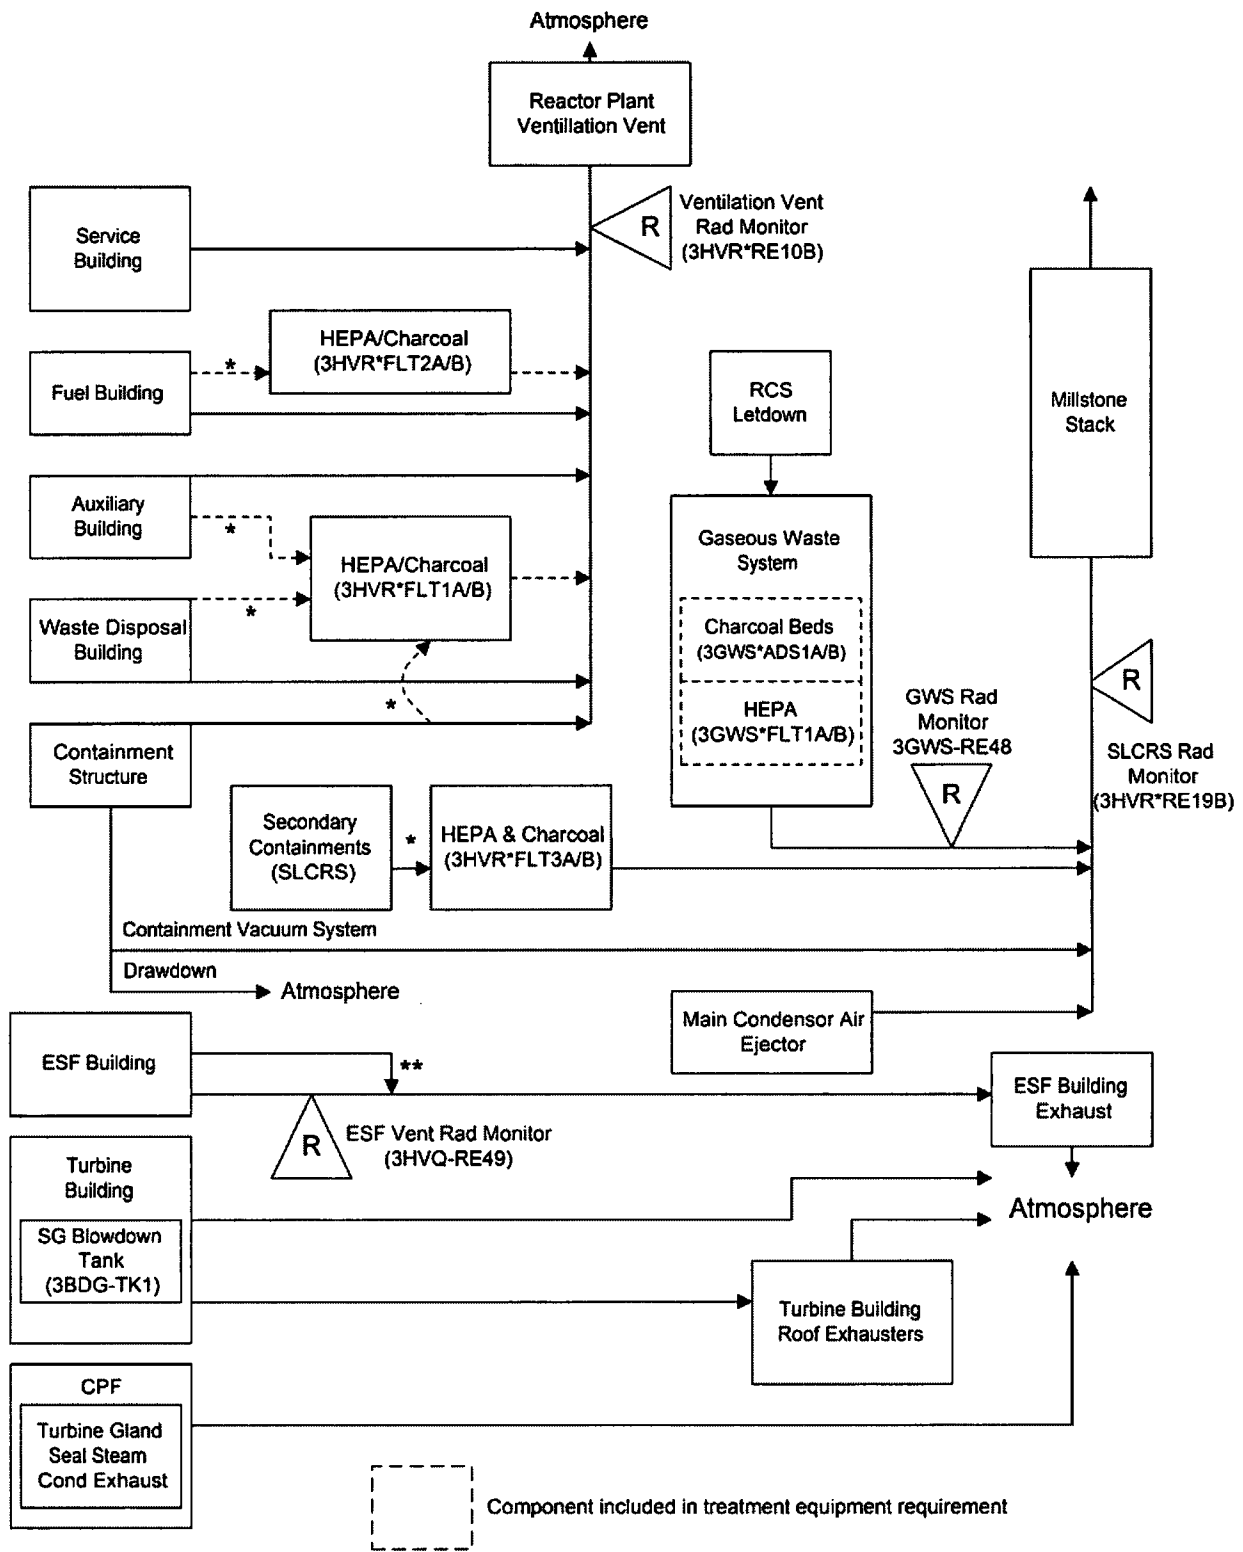 Atmosphere
Reactor Plant
Ventillation Vent
Ventilation Vent
Rad Monitor
(3HVR*RE10B)
R
Service
Building
HEPA/Charcoal
(3HVR*FLT2A/B)
*
Fuel Building
RCS
Letdown
Millstone
Stack
Auxiliary
Building
*
HEPA/Charcoal
(3HVR*FLT1A/B)
*
Waste Disposal
Building
*
Gaseous Waste
System
Charcoal Beds
(3GWS*ADS1A/B)
HEPA
(3GWS*FLT1A/B)
GWS Rad
Monitor
3GWS-RE48
R
R
SLCRS Rad
Monitor
(3HVR*RE19B)
Containment
Structure
Secondary
Containments
(SLCRS)
*
HEPA & Charcoal
(3HVR*FLT3A/B)
Containment Vacuum System
Drawdown
Atmosphere
Main Condensor Air
Ejector
ESF Building
**
R
ESF Vent Rad Monitor
(3HVQ-RE49)
ESF Building
Exhaust
Atmosphere
Turbine
Building
SG Blowdown
Tank
(3BDG-TK1)
Turbine Building
Roof Exhausters
CPF
Turbine Gland
Seal Steam
Cond Exhaust
Component included in treatment equipment requirement